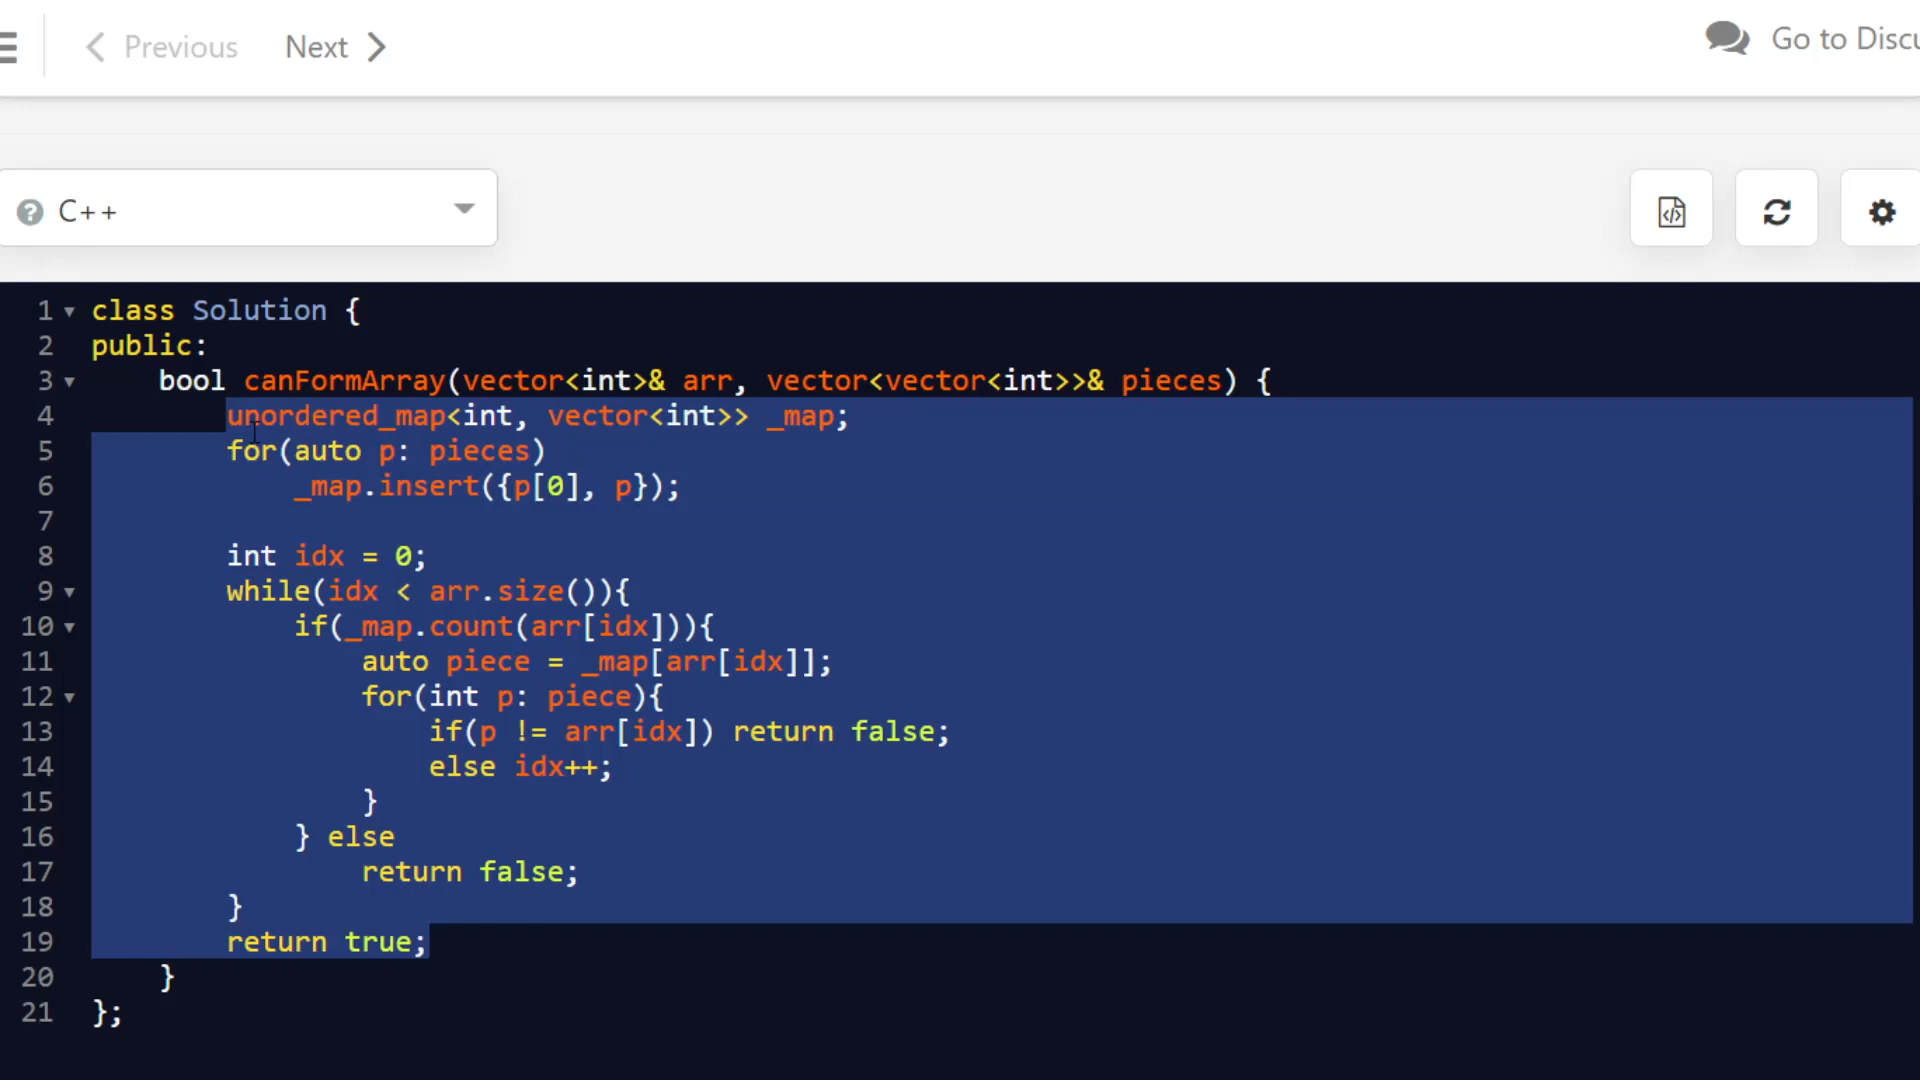 Previous Next Go to Discu
C++
1 class Solution {
2 public:
3 bool canFormArray(vector<int>& arr, vector<vector<int>>& pieces) {
4 unordered_map<int, vector<int>> _map;
5 for(auto p: pieces)
6 _map.insert({p[0], p});
7
8 int idx = 0;
9 while(idx < arr.size()){
10 if(_map.count(arr[idx])){
11 auto piece = _map[arr[idx]];
12 for(int p: piece){
13 if(p != arr[idx]) return false;
14 else idx++;
15 }
16 } else
17 return false;
18 }
19 return true;
20 }
21 };